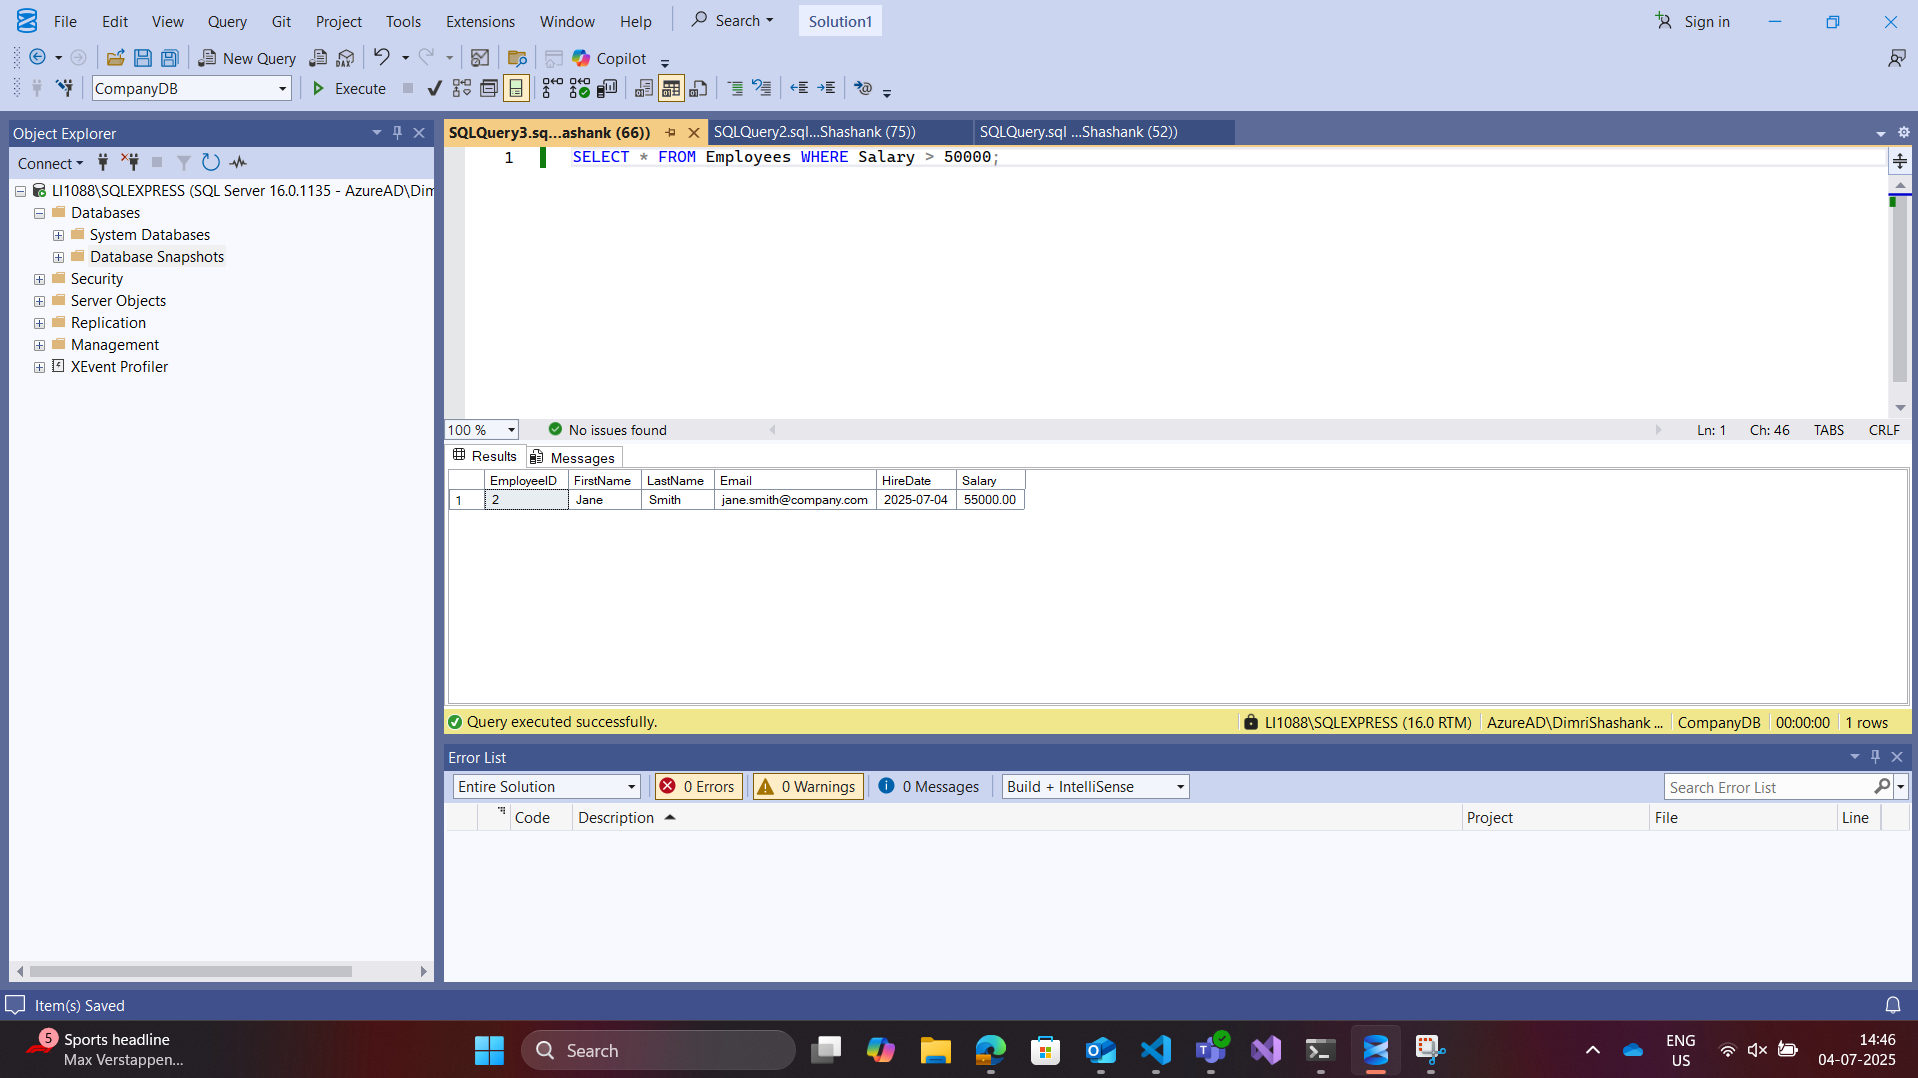 File Edit View Query Git Project Tools Extensions Window Help Search Solution1 Sign in
New Query DAX Copilot
CompanyDB Execute
Object Explorer
Connect
LI1088\SQLEXPRESS (SQL Server 16.0.1135 - AzureAD\Dim
Databases
System Databases
Database Snapshots
Security
Server Objects
Replication
Management
XEvent Profiler
SQLQuery3.sq...ashank (66)) SQLQuery2.sql...Shashank (75)) SQLQuery.sql ...Shashank (52))
1 SELECT * FROM Employees WHERE Salary > 50000;
100 % No issues found Ln: 1 Ch: 46 TABS CRLF
Results Messages
EmployeeID FirstName LastName Email HireDate Salary
1 2 Jane Smith jane.smith@company.com 2025-07-04 55000.00
Query executed successfully. LI1088\SQLEXPRESS (16.0 RTM) AzureAD\DimriShashank ... CompanyDB 00:00:00 1 rows
Error List
Entire Solution 0 Errors 0 Warnings 0 Messages Build + IntelliSense Search Error List
Code Description Project File Line
Item(s) Saved
5 Sports headline
Max Verstappen...
Search
ENG
US
14:46
04-07-2025